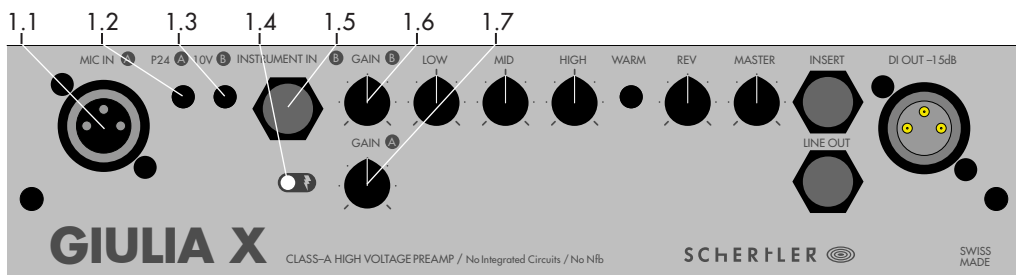 1.1 1.2 1.3 1.4 1.5 1.6 1.7
MIC IN A P24 A 10V B INSTRUMENT IN B GAIN B LOW MID HIGH WARM REV MASTER INSERT DI OUT –15dB
GAIN A LINE OUT
GIULIA X CLASS–A HIGH VOLTAGE PREAMP / No Integrated Circuits / No Nfb SCHERTLER SWISS
MADE